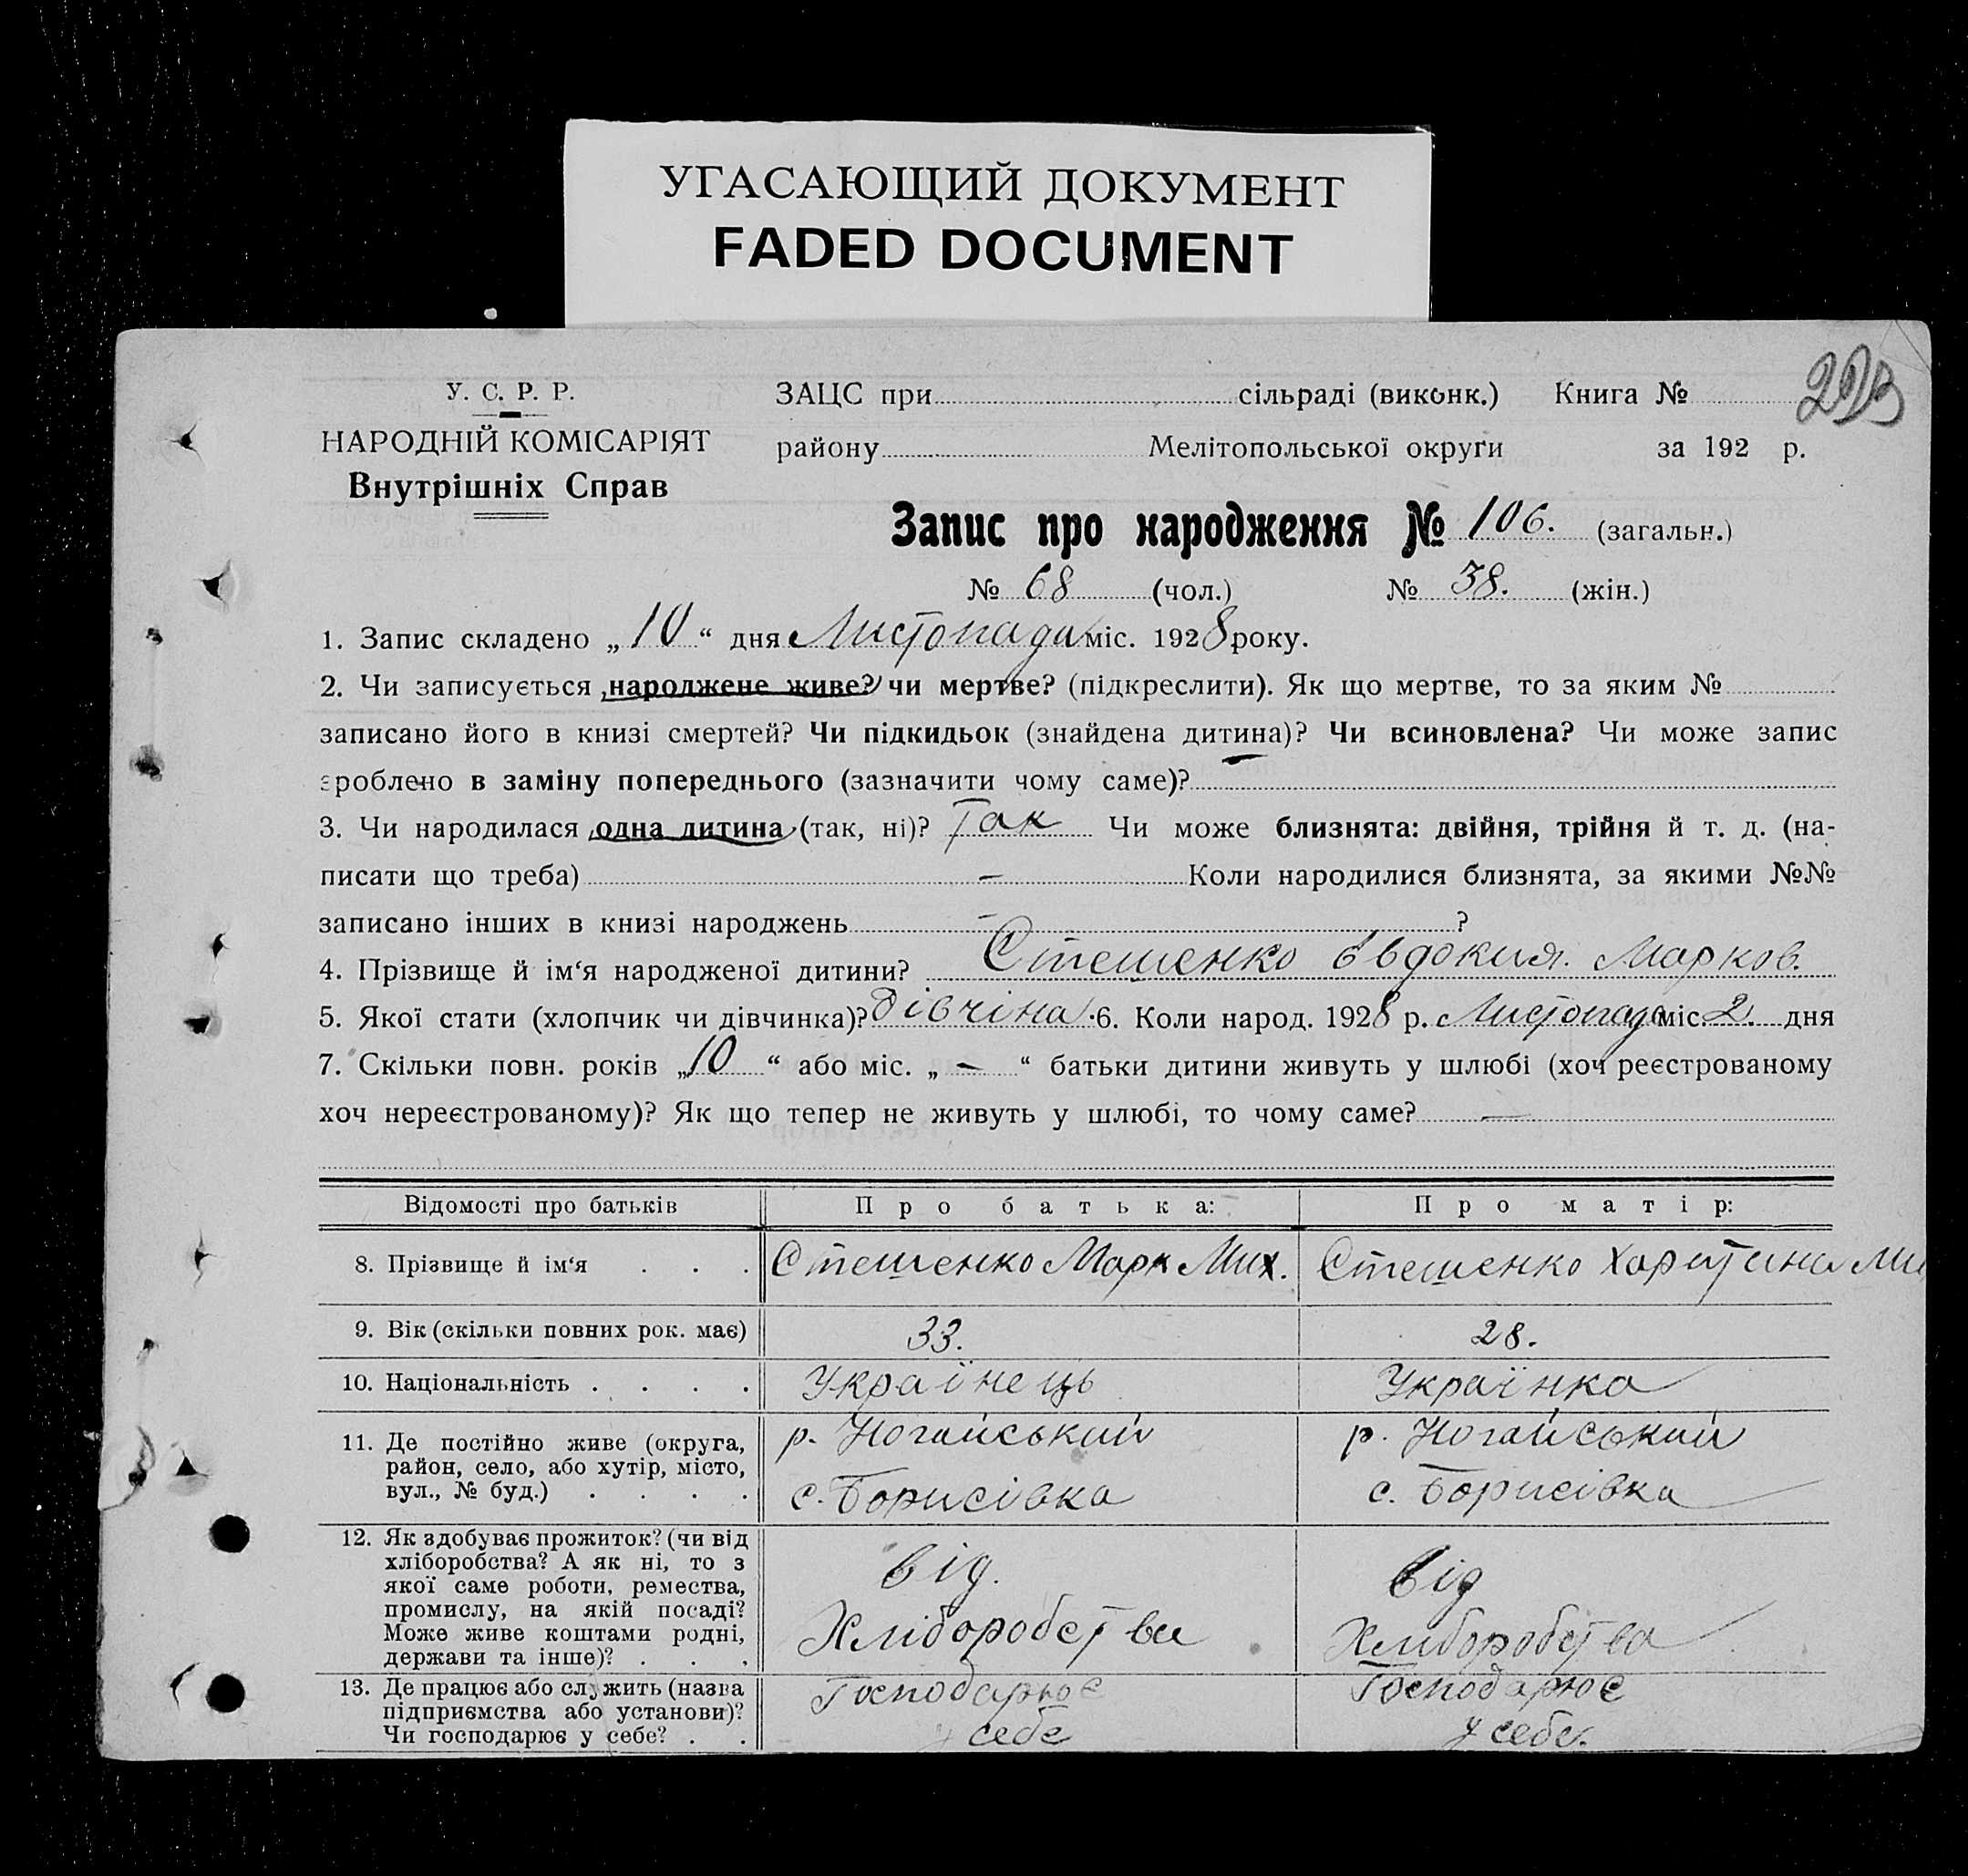 УГАСАЮЩИЙ ДОКУМЕНТ
FADED DOCUMENT
У. С. Р. Р.
НАРОДНІЙ КОМІСАРІЯТ
Внутрішніх Справ
ЗАЦС при сільраді (виконк.) Книга №
району Мелітопольської округи за 192 р.
Запис про народження № 106. (загальн.)
№ 68 (чол.) № 38. (жін.)
1. Запис складено „ 10 “ дня Листопада міс. 1928 року.
2. Чи записується народжене живе? чи мертве? (підкреслити). Як що мертве, то за яким №
записано його в книзі смертей? Чи підкидьок (знайдена дитина)? Чи всиновлена? Чи може запис
зроблено в заміну попереднього (зазначити чому саме)? —
3. Чи народилася одна дитина (так, ні)? Так Чи може близнята: двійня, трійня й т. д. (на-
писати що треба) — Коли народилися близнята, за якими №№
записано інших в книзі народжень — ?
4. Прізвище й ім‘я народженої дитини? Стешенко Евдокия. Марков.
5. Якої стати (хлопчик чи дівчинка)? Дівчіна. 6. Коли народ. 1928 р. Листопада міс. 2. дня
7. Скільки повн. років „ 10 “ або міс. „ — “ батьки дитини живуть у шлюбі (хоч реєстрованому
хоч нереєстрованому)? Як що тепер не живуть у шлюбі, то чому саме? —
Відомості про батьків Про батька: Про матір:
8. Прізвище й ім‘я . . . Стешенко Марк Мих. Стешенко Харитина Ми
9. Вік (скільки повних рок. має) 33. 28.
10. Національність . . . . Українець Українка
11. Де постійно живе (округа, район, село, або хутір, місто, вул., № буд.) . . . .
р. Ногайський
с. Борисівка
р. Ногайський
с. Борисівка
12. Як здобуває прожиток? (чи від хліборобства? А як ні, то з якої саме роботи, ремества, промислу, на якій посаді? Може живе коштами родні, держави та інше)? . . .
від.
Хліборобства
від
Хлиборобства
13. Де працює або служить (назва підприємства або установи)? Чи господарює у себе? . .
Господарює
у себе
Господарює
у себе.